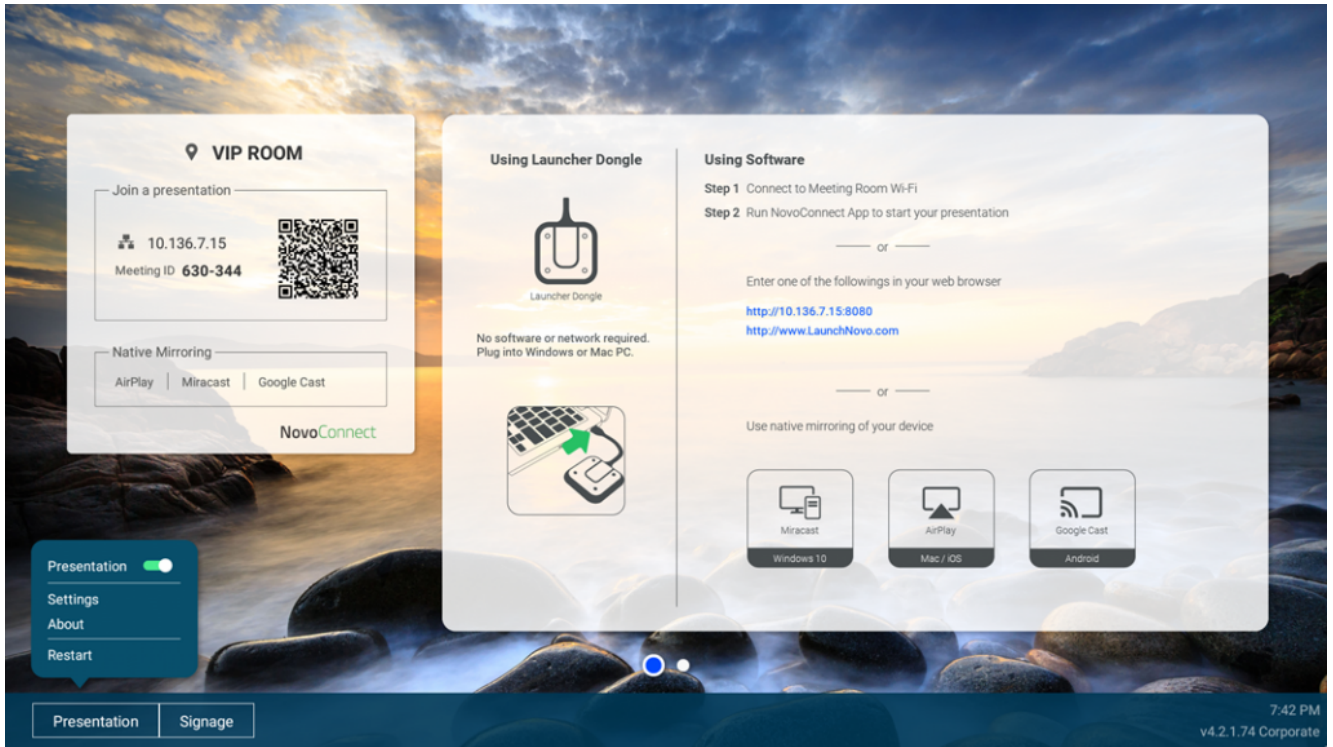 VIP ROOM
Join a presentation
10.136.7.15
Meeting ID 630-344
Native Mirroring
AirPlay | Miracast | Google Cast
NovoConnect
Using Launcher Dongle
Launcher Dongle
No software or network required.
Plug into Windows or Mac PC.
Using Software
Step 1 Connect to Meeting Room Wi-Fi
Step 2 Run NovoConnect App to start your presentation
or
Enter one of the followings in your web browser
http://10.136.7.15:8080
http://www.LaunchNovo.com
or
Use native mirroring of your device
Miracast
Windows 10
AirPlay
Mac / iOS
Google Cast
Android
Presentation
Settings
About
Restart
Presentation
Signage
7:42 PM
v4.2.1.74 Corporate